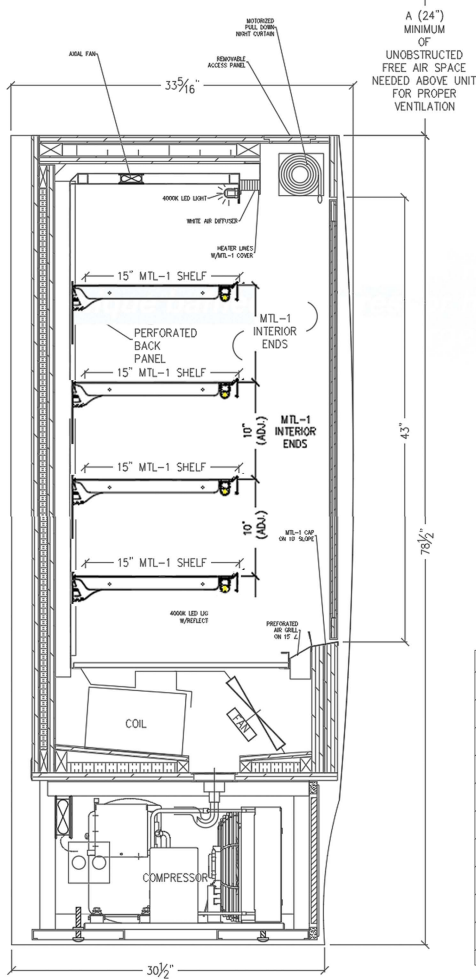 A (24")
MINIMUM
OF
UNOBSTRUCTED
FREE AIR SPACE
NEEDED ABOVE UNIT
FOR PROPER
VENTILATION
MOTORIZED
PULL DOWN
NIGHT CURTAIN
AXIAL FAN
REMOVABLE
ACCESS PANEL
33 5/16"
4000K LED LIGHT
WHITE AIR DIFFUSER
HEATER LINES
W/MTL-1 COVER
15" MTL-1 SHELF
MTL-1
INTERIOR
ENDS
PERFORATED
BACK
PANEL
15" MTL-1 SHELF
10"
(ADJ.)
MTL-1
INTERIOR
ENDS
43"
15" MTL-1 SHELF
10"
(ADJ.)
MTL-1 CAP
ON 10 SLOPE
78 1/2"
15" MTL-1 SHELF
4000K LED LIG
W/REFLECT
PREFORATED
AIR GRILL
ON 15 ∠
COIL
FAN
COMPRESSOR
30 1/2"